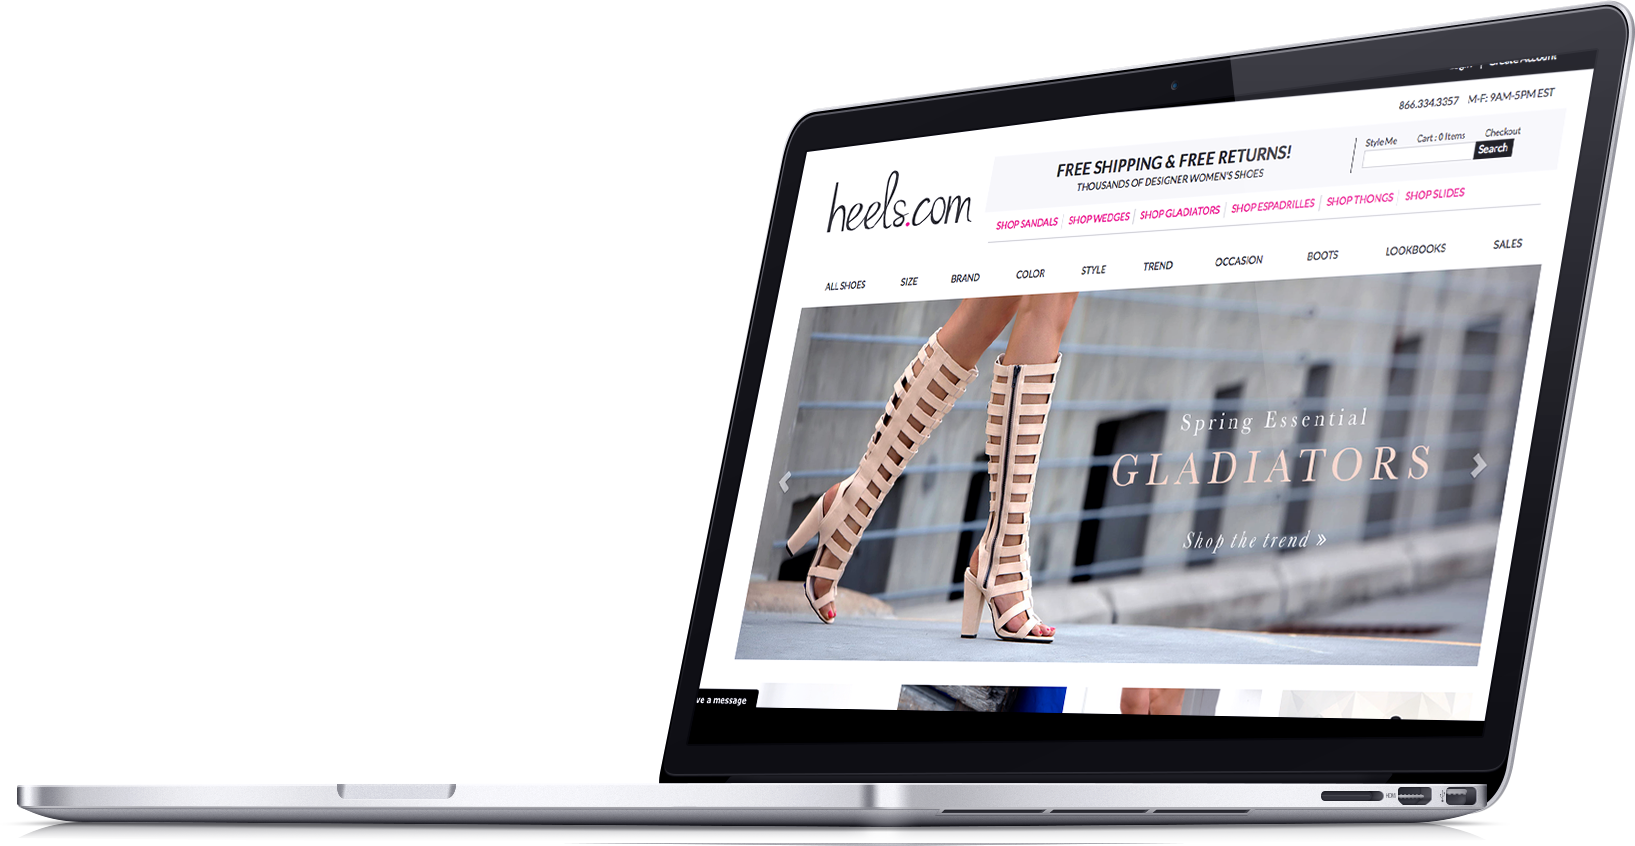 Create Account
866.334.3357 M-F: 9AM-5PM EST
Style Me Cart : 0 Items Checkout
Search
FREE SHIPPING & FREE RETURNS!
THOUSANDS OF DESIGNER WOMEN'S SHOES
heels.com
SHOP SANDALS SHOP WEDGES SHOP GLADIATORS SHOP ESPADRILLES SHOP THONGS SHOP SLIDES
ALL SHOES SIZE BRAND COLOR STYLE TREND OCCASION BOOTS LOOKBOOKS SALES
Spring Essential
GLADIATORS
Shop the trend »
a message